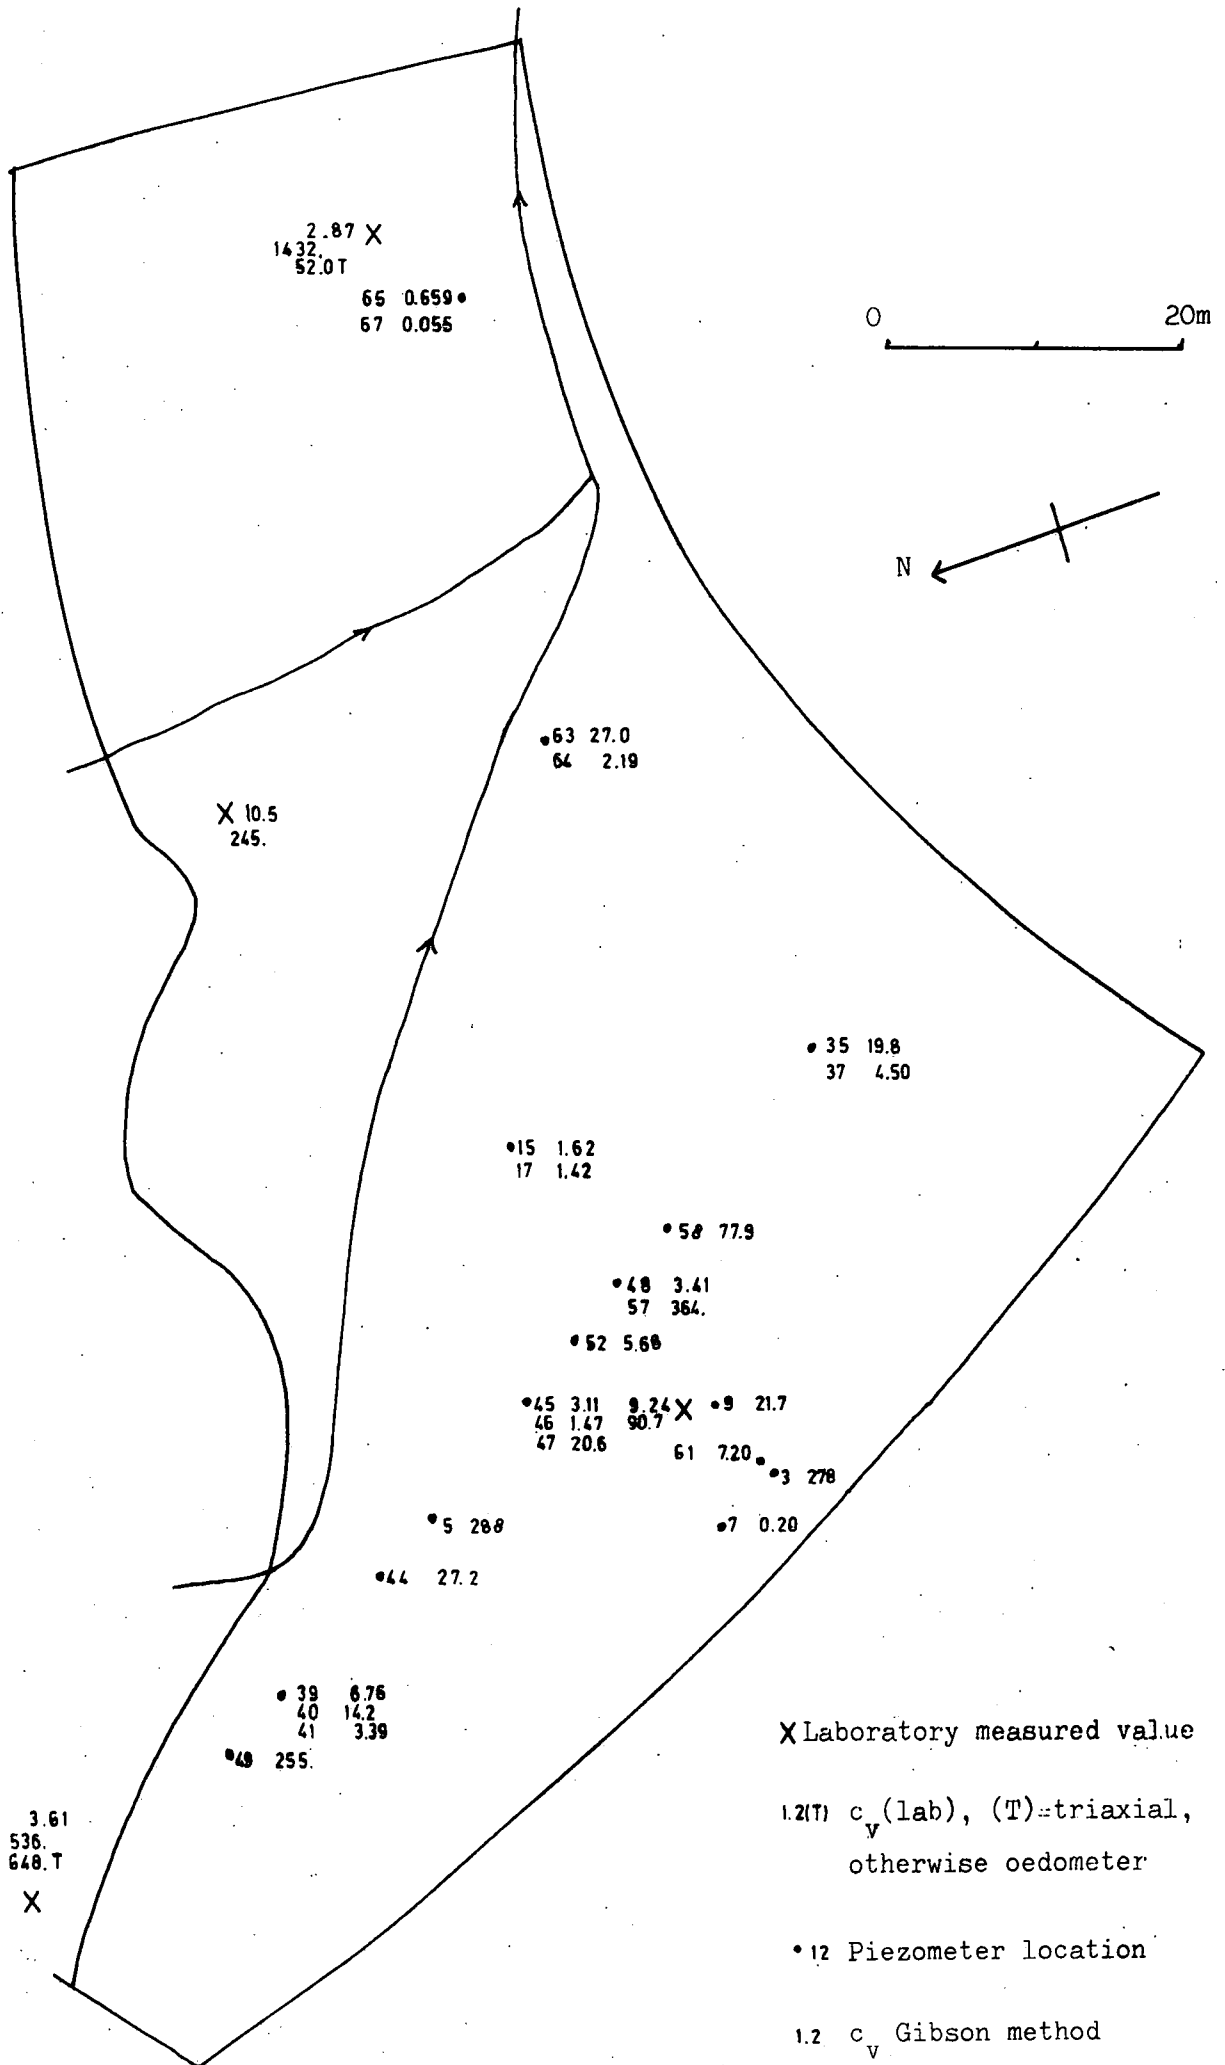 2.87 X
1432.
52.0 T
65 0.659
67 0.055
0 20m
N
63 27.0
64 2.19
X 10.5
245.
35 19.8
37 4.50
15 1.62
17 1.42
58 77.9
48 3.41
57 364.
52 5.68
45 3.11 9.24 X 9 21.7
46 1.47 90.7
47 20.6
61 7.20
3 278
5 288
7 0.20
44 27.2
39 6.76
40 14.2
41 3.39
49 255.
X Laboratory measured value
1.2(T) c_v (lab), (T)=triaxial,
otherwise oedometer
3.61
536.
648. T
X
12 Piezometer location
1.2 c_v Gibson method